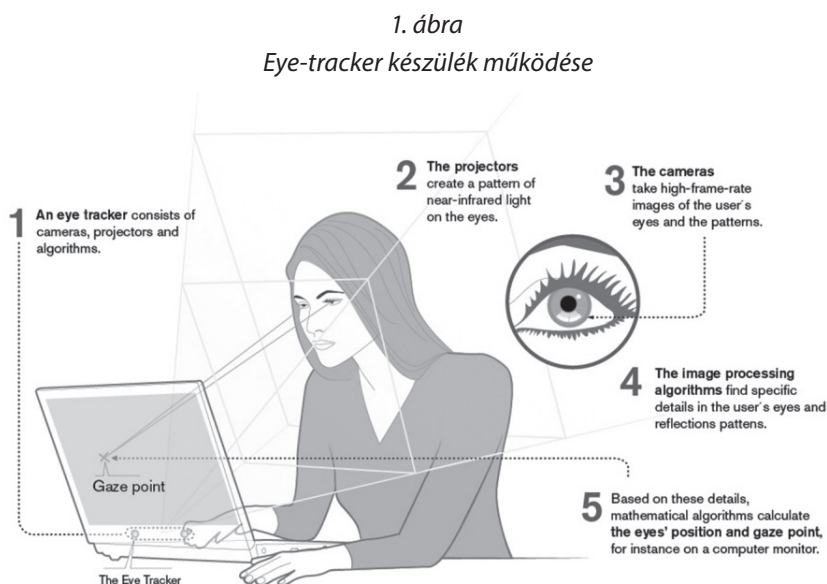 1. ábra
Eye-tracker készülék működése
1 An eye tracker consists of
cameras, projectors and
algorithms.
2 The projectors
create a pattern of
near-infrared light
on the eyes.
3 The cameras
take high-frame-rate
images of the user´s
eyes and the patterns.
4 The image processing
algorithms find specific
details in the user´s eyes and
reflections pattens.
5 Based on these details,
mathematical algorithms calculate
the eyes' position and gaze point,
for instance on a computer monitor.
Gaze point
The Eye Tracker